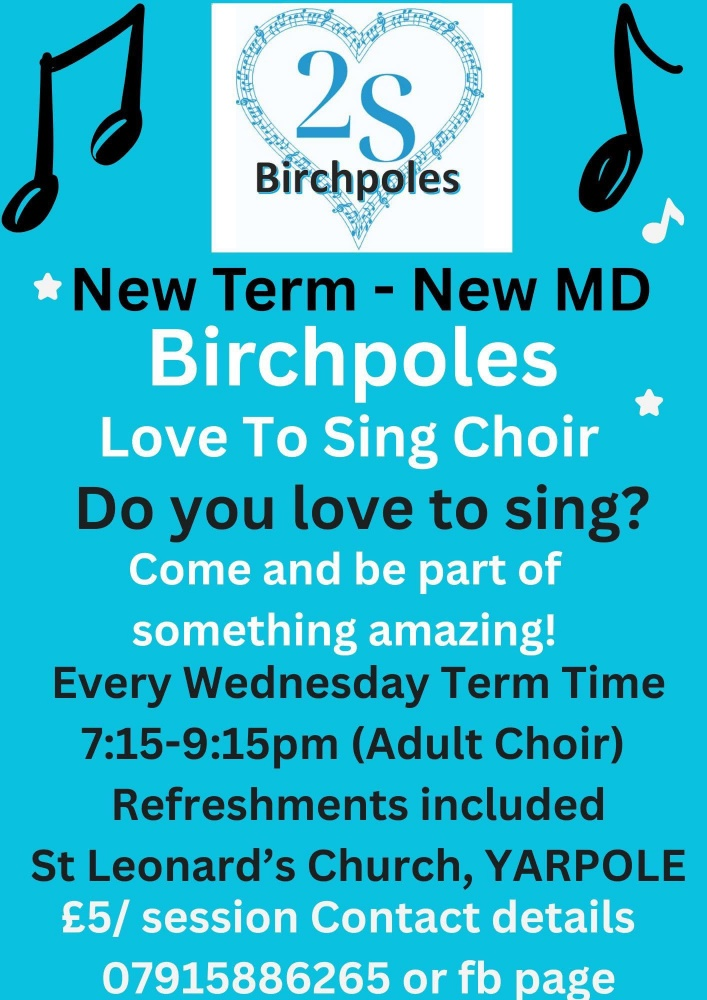 2S
Birchpoles
New Term - New MD
Birchpoles
Love To Sing Choir
Do you love to sing?
Come and be part of
something amazing!
Every Wednesday Term Time
7:15-9:15pm (Adult Choir)
Refreshments included
St Leonard’s Church, YARPOLE
£5/ session Contact details
07915886265 or fb page